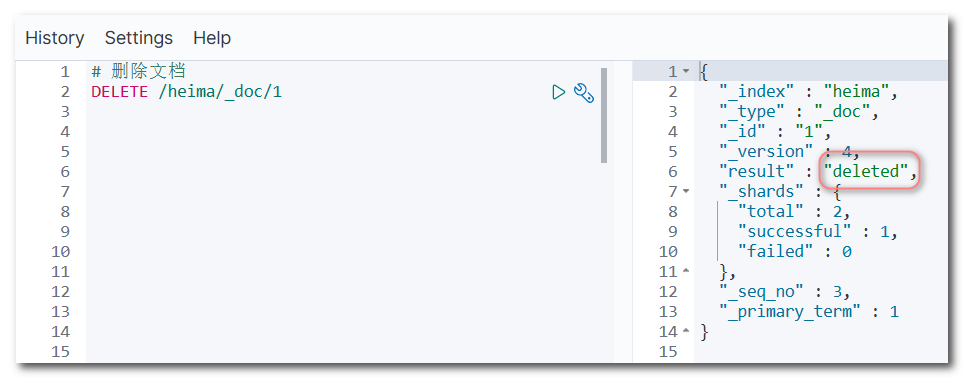 History Settings Help
1 # 删除文档
2 DELETE /heima/_doc/1
3
4
5
6
7
8
9
10
11
12
13
14
15
1 {
2 "_index" : "heima",
3 "_type" : "_doc",
4 "_id" : "1",
5 "_version" : 4,
6 "result" : "deleted",
7 "_shards" : {
8 "total" : 2,
9 "successful" : 1,
10 "failed" : 0
11 },
12 "_seq_no" : 3,
13 "_primary_term" : 1
14 }
15